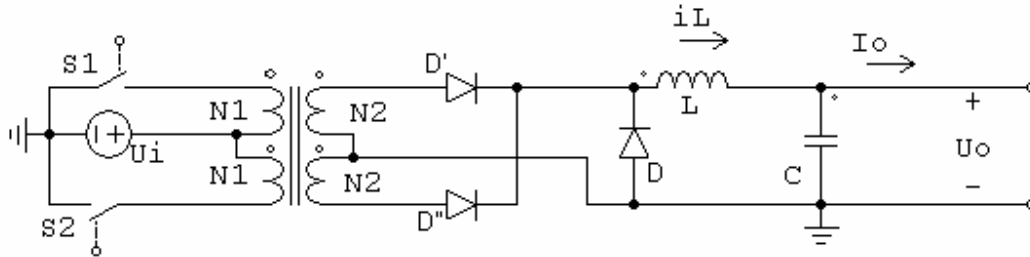 iL
Io
S1
D'
N1
N2
L
+
Ui
Uo
N1
N2
D
C
S2
D"
-